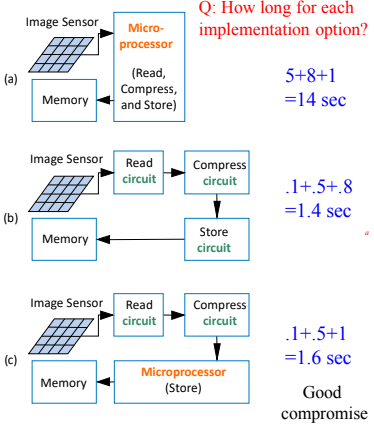 Q: How long for each
implementation option?
Image Sensor
Micro-
processor
(Read,
Compress,
and Store)
Memory
(a)
5+8+1
=14 sec
Image Sensor
Read
circuit
Compress
circuit
Store
circuit
Memory
(b)
.1+.5+.8
=1.4 sec
a
Image Sensor
Read
circuit
Compress
circuit
Microprocessor
(Store)
Memory
(c)
.1+.5+1
=1.6 sec
Good
compromise